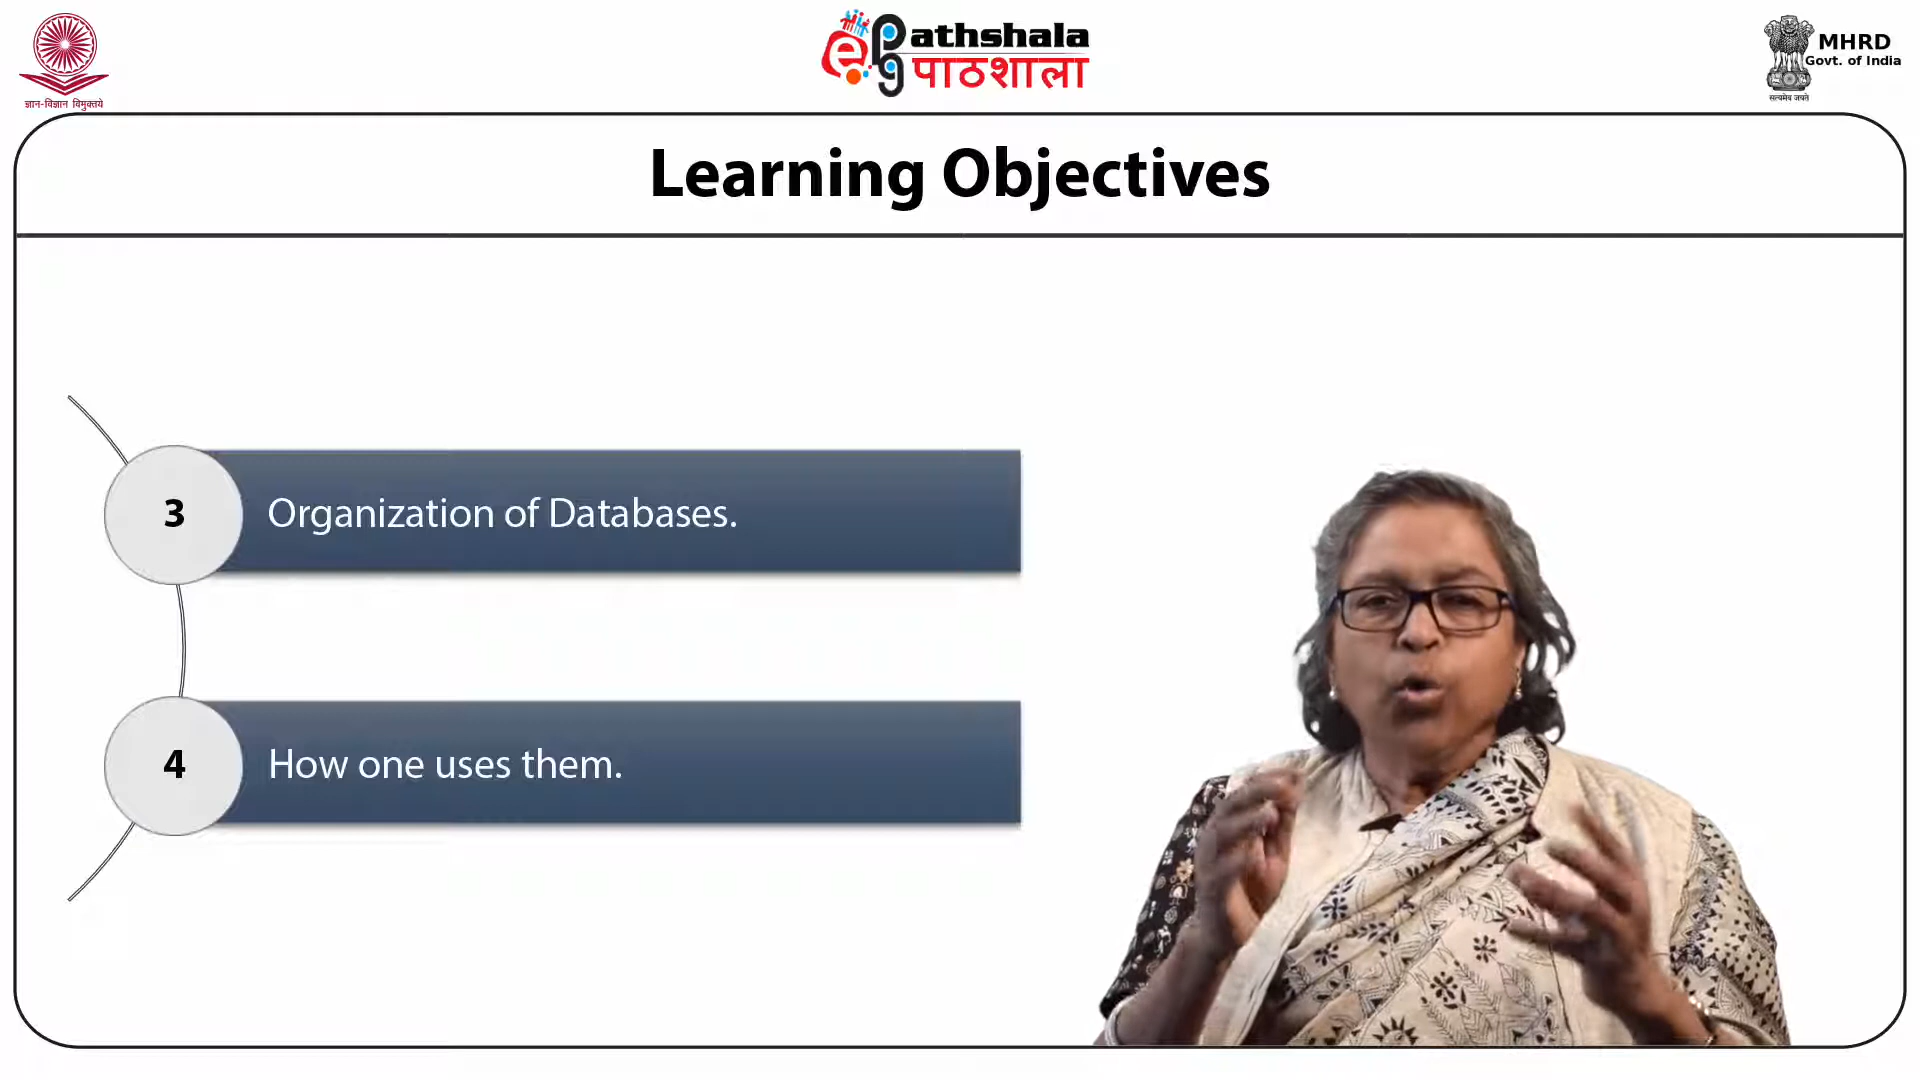 ज्ञान-विज्ञान विमुक्तये
ePathshala
पाठशाला
MHRD
Govt. of India
सत्यमेव जयते
Learning Objectives
3 Organization of Databases.
4 How one uses them.